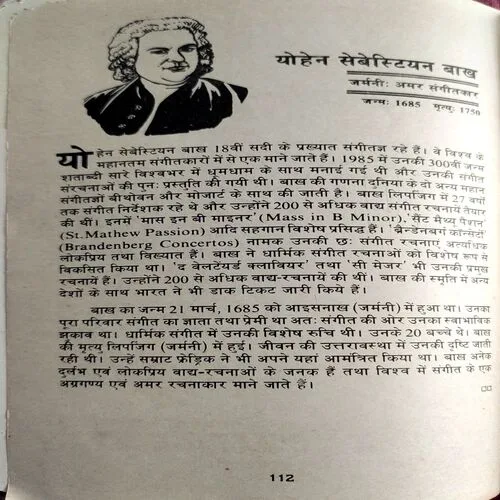 योहेन सेबेस्टियन बाख
जर्मनी: अमर संगीतकार
जन्म: 1685 मृत्यु: 1750
योहेन सेबेस्टियन बाख 18वीं सदी के प्रख्यात संगीतज्ञ रहे हैं। वे विश्व के
महानतम संगीतकारों में से एक माने जाते हैं। 1985 में उनकी 300वीं जन्म
शताब्दी सारे विश्वभर में धूमधाम के साथ मनाई गई थी और उनकी संगीत
संरचनाओं की पुन: प्रस्तुति की गयी थी। बाख की गणना दुनिया के दो अन्य महान
संगीतज्ञों बीथोवन और मोजार्ट के साथ की जाती है। बाख लिपजिग में 27 वर्षों
तक संगीत निर्देशक रहे थे और उन्होंने 200 से अधिक बाद्य संगीत रचनायें तैयार
की थीं। इनमें 'मास इन बी माइनर' (Mass in B Minor), 'सैंट मैथ्य पैशन'
(St.Mathew Passion) आदि सहगान विशेष प्रसिद्ध हैं। 'ब्रैन्डेनबर्ग कॉन्सर्टो'
(Brandenberg Concertos) नामक उनकी छ: संगीत रचनाएं अत्यधिक
लोकप्रिय तथा विख्यात हैं। बाख ने धार्मिक संगीत रचनाओं को विशेष रूप से
विकसित किया था। 'द वेलटेंपर्ड क्लावियर' तथा 'सी मेजर' भी उनकी प्रमुख
रचनायें हैं। उन्होंने 200 से अधिक वाद्य-रचनायें की थीं। बाख की स्मृति में अन्य
देशों के साथ भारत ने भी डाक टिकट जारी किये हैं।
बाख का जन्म 21 मार्च, 1685 को आइसनाख (जर्मनी) में हुआ था। उनका
पूरा परिवार संगीत का ज्ञाता तथा प्रेमी था अत: संगीत की ओर उनका स्वाभाविक
झुकाव था। धार्मिक संगीत में उनकी विशेष रुचि थी। उनके 20 बच्चे थे। बाख
की मृत्यु लिपजिग (जर्मनी) में हुई। जीवन की उत्तरावस्था में उनकी दृष्टि जाती
रही थी। उन्हें सम्राट फ्रेड्रिक ने भी अपने यहां आमंत्रित किया था। बाख अनेक
दुर्लभ एवं लोकप्रिय वाद्य-रचनाओं के जनक हैं तथा विश्व में संगीत के एक
अग्रगण्य एवं अमर रचनाकार माने जाते हैं।
112